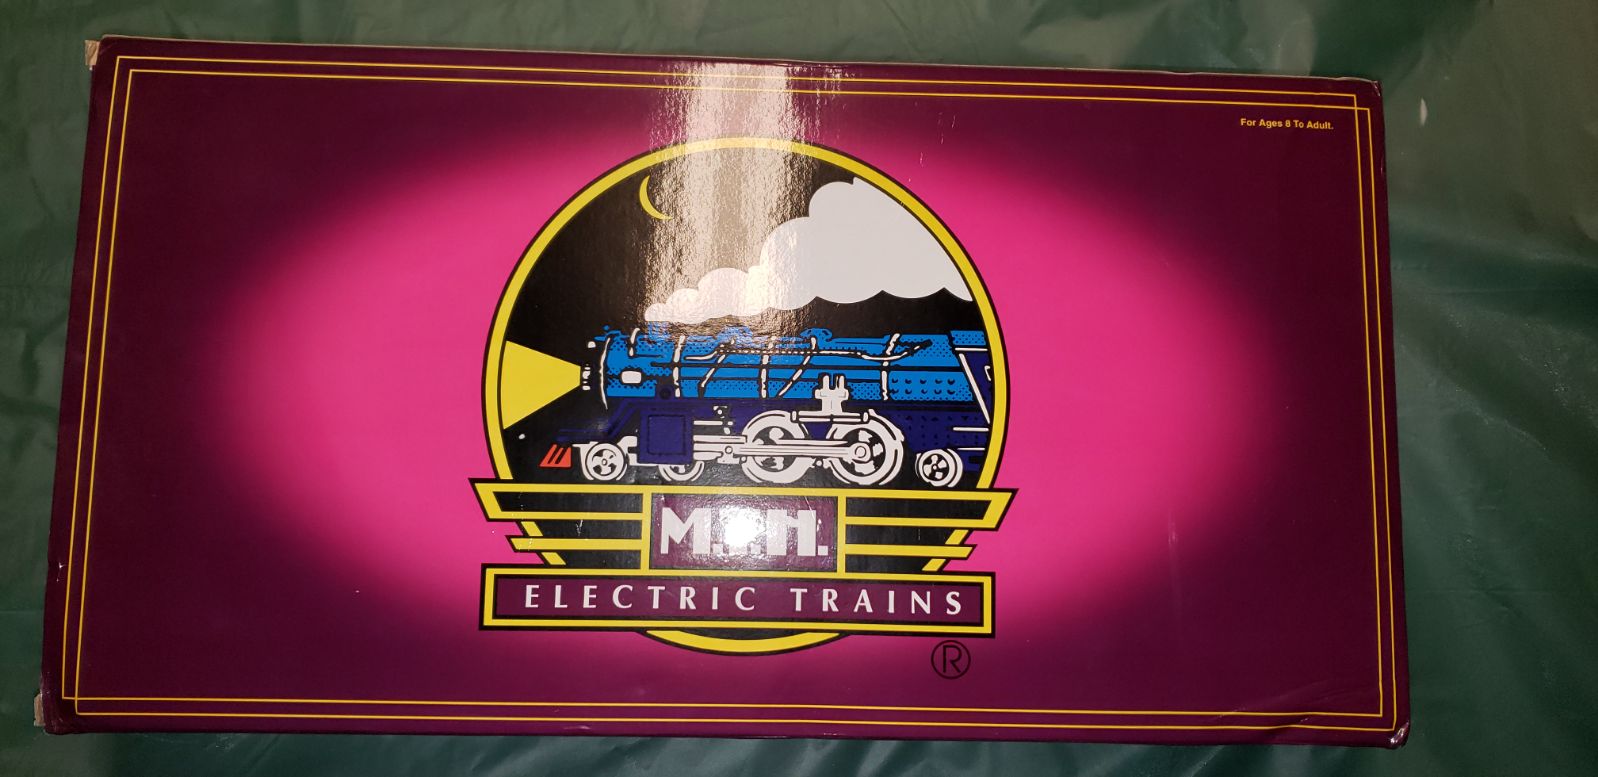 For Ages 8 To Adult.
M.T.H.
ELECTRIC TRAINS
®